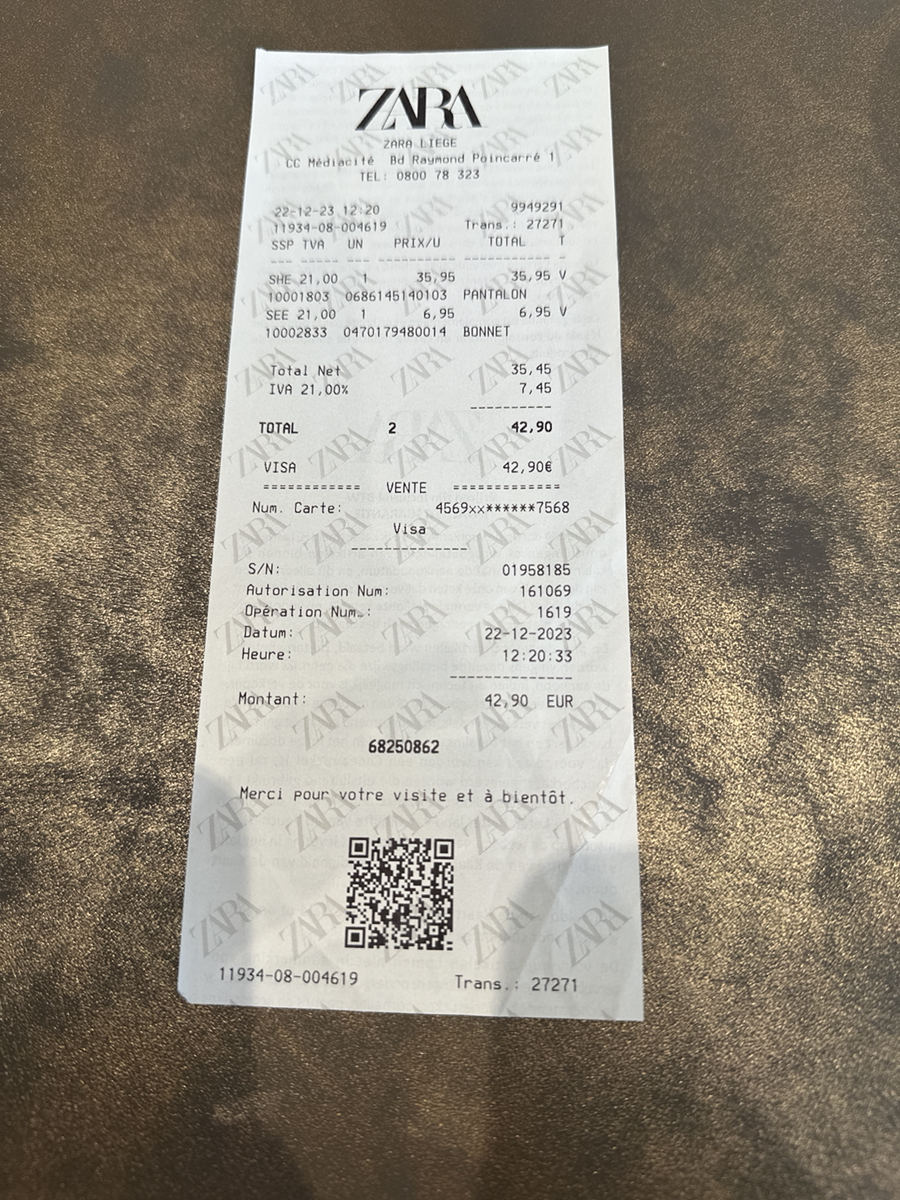 ZARA
ZARA LIEGE
CC Médiacité Bd Raymond Poincarré 1
TEL: 0800 78 323
22-12-23 12:20 9949291
11934-08-004619 Trans.: 27271
SSP TVA UN PRIX/U TOTAL T
--- ----- --- ---------- ----------- -
SHE 21,00 1 35,95 35,95 V
10001803 0686145140103 PANTALON
SEE 21,00 1 6,95 6,95 V
10002833 0470179480014 BONNET
Total Net 35,45
IVA 21,00% 7,45
----------
TOTAL 2 42,90
VISA 42,90€
============ VENTE =============
Num. Carte: 4569xx******7568
Visa
--------------
S/N: 01958185
Autorisation Num: 161069
Opération Num.: 1619
Datum: 22-12-2023
Heure: 12:20:33
--------------
Montant: 42,90 EUR
68250862
Merci pour votre visite et à bientôt.
11934-08-004619 Trans.: 27271